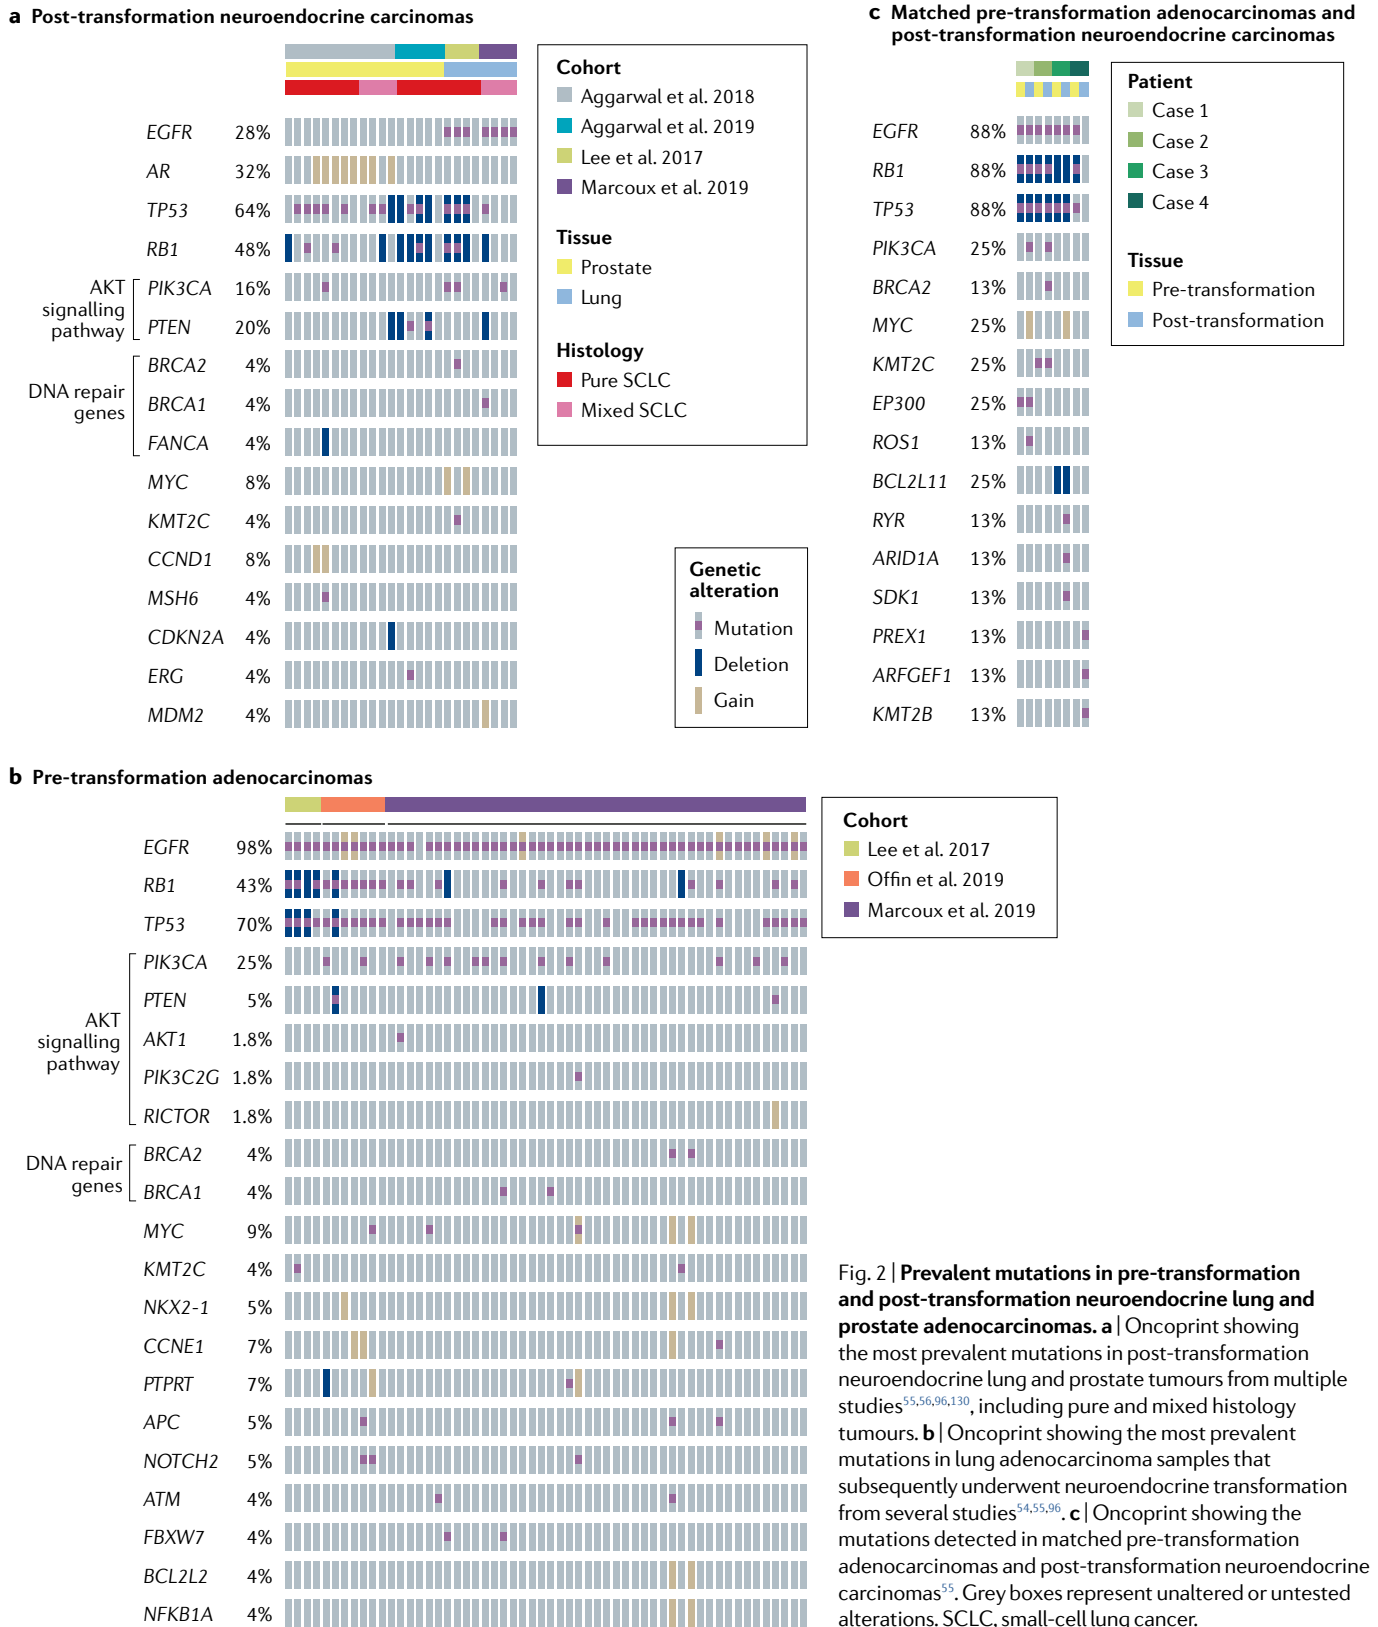 a Post-transformation neuroendocrine carcinomas
Cohort
Aggarwal et al. 2018
Aggarwal et al. 2019
Lee et al. 2017
Marcoux et al. 2019
Tissue
Prostate
Lung
Histology
Pure SCLC
Mixed SCLC
EGFR 28%
AR 32%
TP53 64%
RB1 48%
AKT
signalling
pathway
PIK3CA 16%
PTEN 20%
DNA repair
genes
BRCA2 4%
BRCA1 4%
FANCA 4%
MYC 8%
KMT2C 4%
CCND1 8%
MSH6 4%
CDKN2A 4%
ERG 4%
MDM2 4%
Genetic
alteration
Mutation
Deletion
Gain
c Matched pre-transformation adenocarcinomas and
post-transformation neuroendocrine carcinomas
Patient
Case 1
Case 2
Case 3
Case 4
Tissue
Pre-transformation
Post-transformation
EGFR 88%
RB1 88%
TP53 88%
PIK3CA 25%
BRCA2 13%
MYC 25%
KMT2C 25%
EP300 25%
ROS1 13%
BCL2L11 25%
RYR 13%
ARID1A 13%
SDK1 13%
PREX1 13%
ARFGEF1 13%
KMT2B 13%
b Pre-transformation adenocarcinomas
Cohort
Lee et al. 2017
Offin et al. 2019
Marcoux et al. 2019
EGFR 98%
RB1 43%
TP53 70%
AKT
signalling
pathway
PIK3CA 25%
PTEN 5%
AKT1 1.8%
PIK3C2G 1.8%
RICTOR 1.8%
DNA repair
genes
BRCA2 4%
BRCA1 4%
MYC 9%
KMT2C 4%
NKX2-1 5%
CCNE1 7%
PTPRT 7%
APC 5%
NOTCH2 5%
ATM 4%
FBXW7 4%
BCL2L2 4%
NFKB1A 4%
Fig. 2 | Prevalent mutations in pre-transformation
and post-transformation neuroendocrine lung and
prostate adenocarcinomas. a | Oncoprint showing
the most prevalent mutations in post-transformation
neuroendocrine lung and prostate tumours from multiple
studies55,56,96,130, including pure and mixed histology
tumours. b | Oncoprint showing the most prevalent
mutations in lung adenocarcinoma samples that
subsequently underwent neuroendocrine transformation
from several studies54,55,96. c | Oncoprint showing the
mutations detected in matched pre-transformation
adenocarcinomas and post-transformation neuroendocrine
carcinomas55. Grey boxes represent unaltered or untested
alterations. SCLC, small-cell lung cancer.